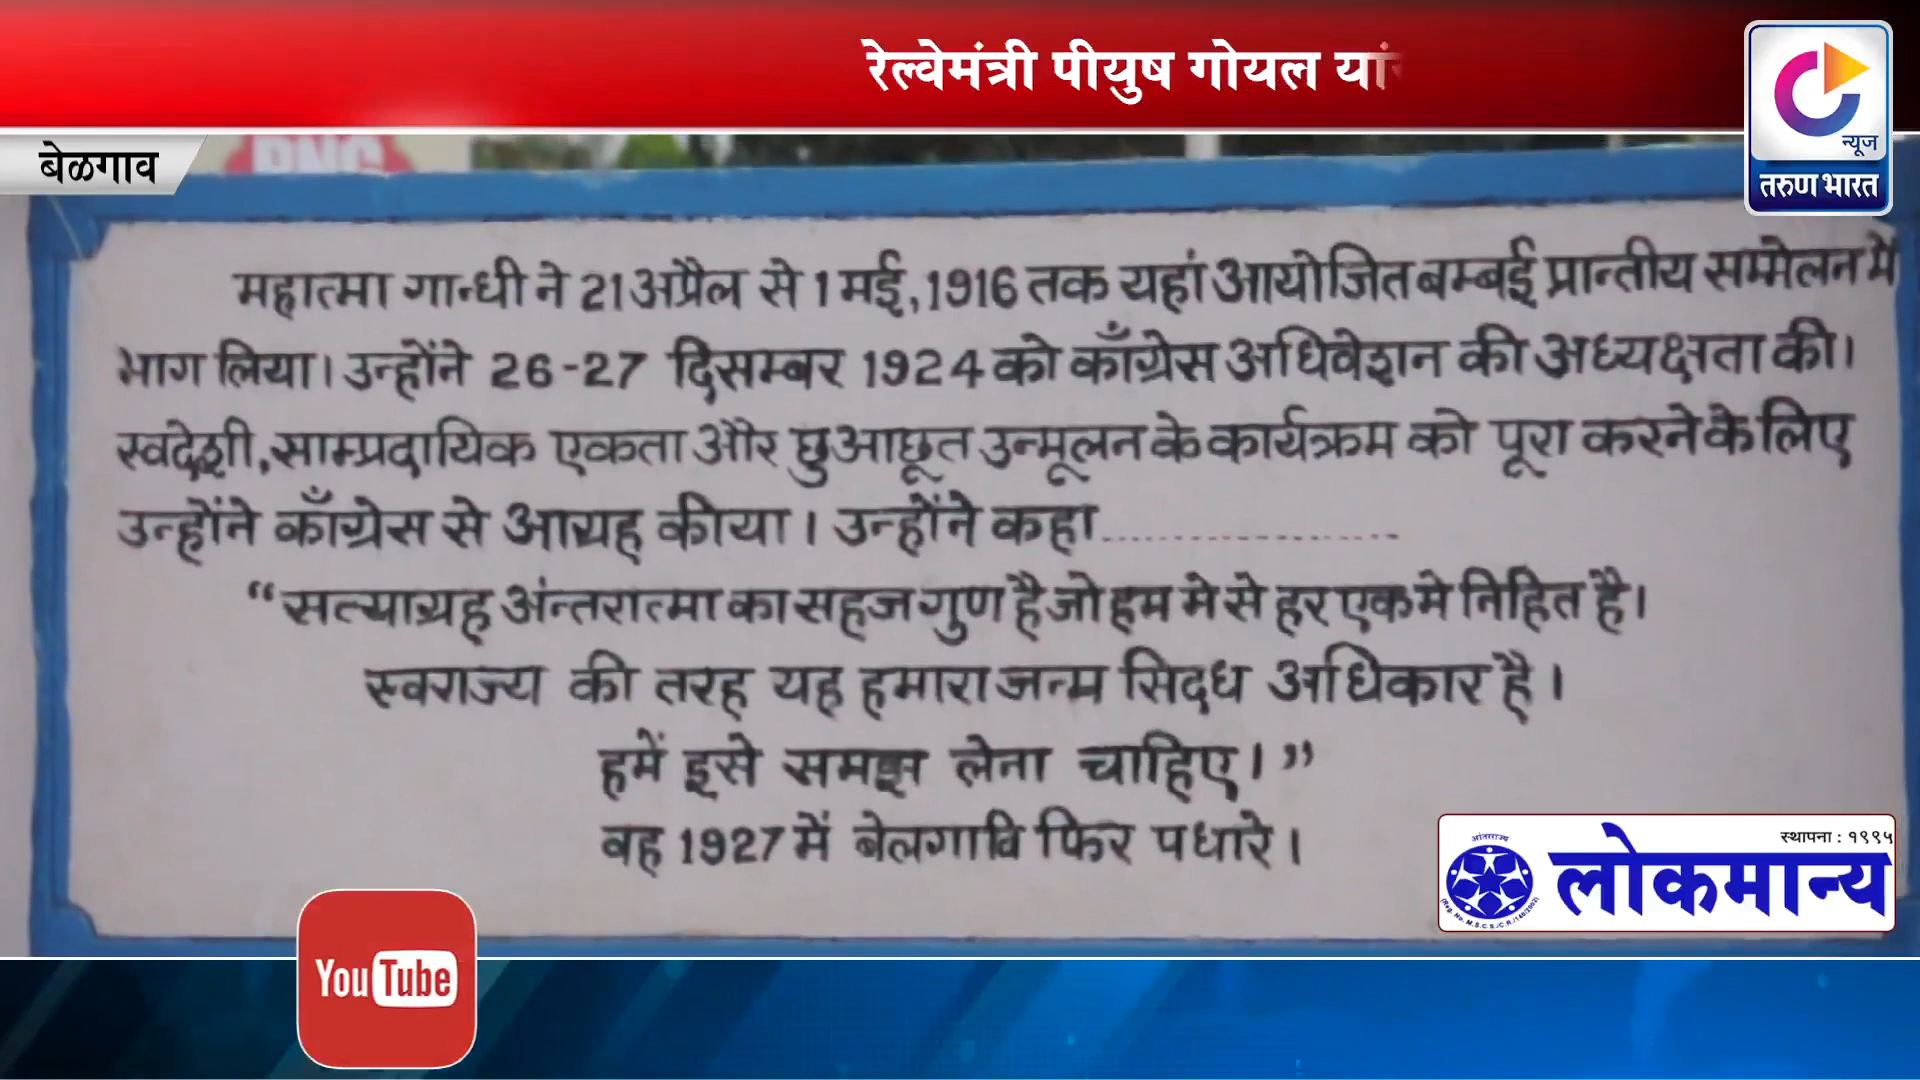 रेल्वेमंत्री पीयुष गोयल
बेळगाव
न्यूज
तरुण भारत
महात्मा गान्धी ने 21 अप्रैल से 1 मई, 1916 तक यहां आयोजित बम्बई प्रान्तीय सम्मेलन में
भाग लिया। उन्होंने 26-27 दिसम्बर 1924 को काँग्रेस अधिवेशन की अध्यक्षता की।
स्वदेशी, साम्प्रदायिक एकता और छुआछूत उन्मूलन के कार्यक्रम को पूरा करने के लिए
उन्होंने काँग्रेस से आग्रह कीया। उन्होंने कहा...................
“सत्याग्रह अंन्तरात्मा का सहज गुण है जो हम मे से हर एक मे निहित है।
स्वराज्य की तरह यह हमारा जन्म सिदध अधिकार है।
हमें इसे समझ लेना चाहिए।”
वह 1927 में बेलगावि फिर पधारे।
स्थापना : १९९५
आंतरराज्य
लोकमान्य
YouTube